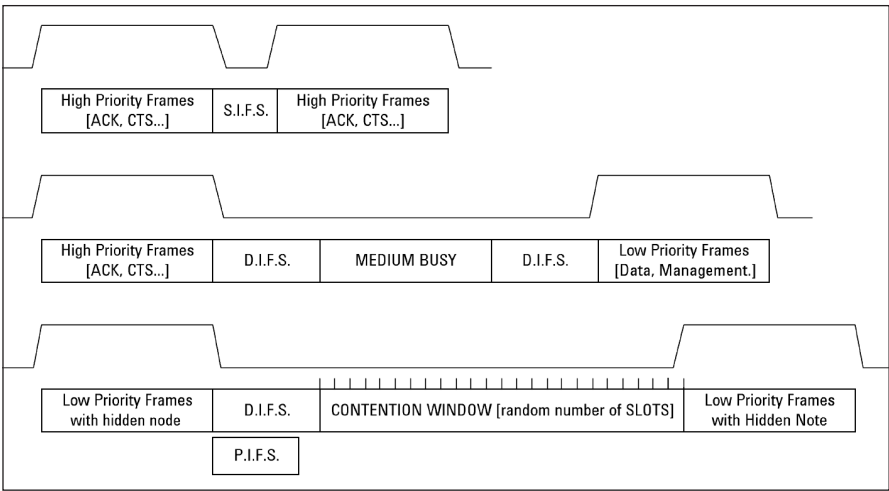 High Priority Frames
[ACK, CTS...]
S.I.F.S.
High Priority Frames
[ACK, CTS...]
High Priority Frames
[ACK, CTS...]
D.I.F.S.
MEDIUM BUSY
D.I.F.S.
Low Priority Frames
[Data, Management.]
Low Priority Frames
with hidden node
D.I.F.S.
CONTENTION WINDOW [random number of SLOTS]
Low Priority Frames
with Hidden Note
P.I.F.S.